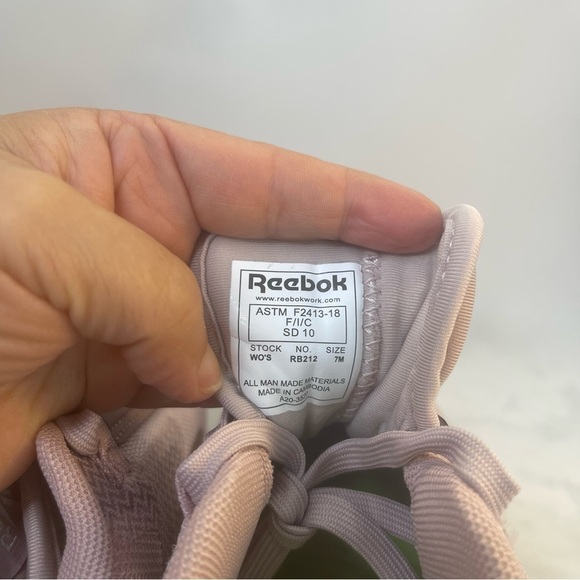 Reebok
www.reebokwork.com
ASTM F2413-18
F/I/C
SD 10
STOCK NO. SIZE
WO'S RB212 7M
ALL MAN MADE MATERIALS
MADE IN CAMBODIA